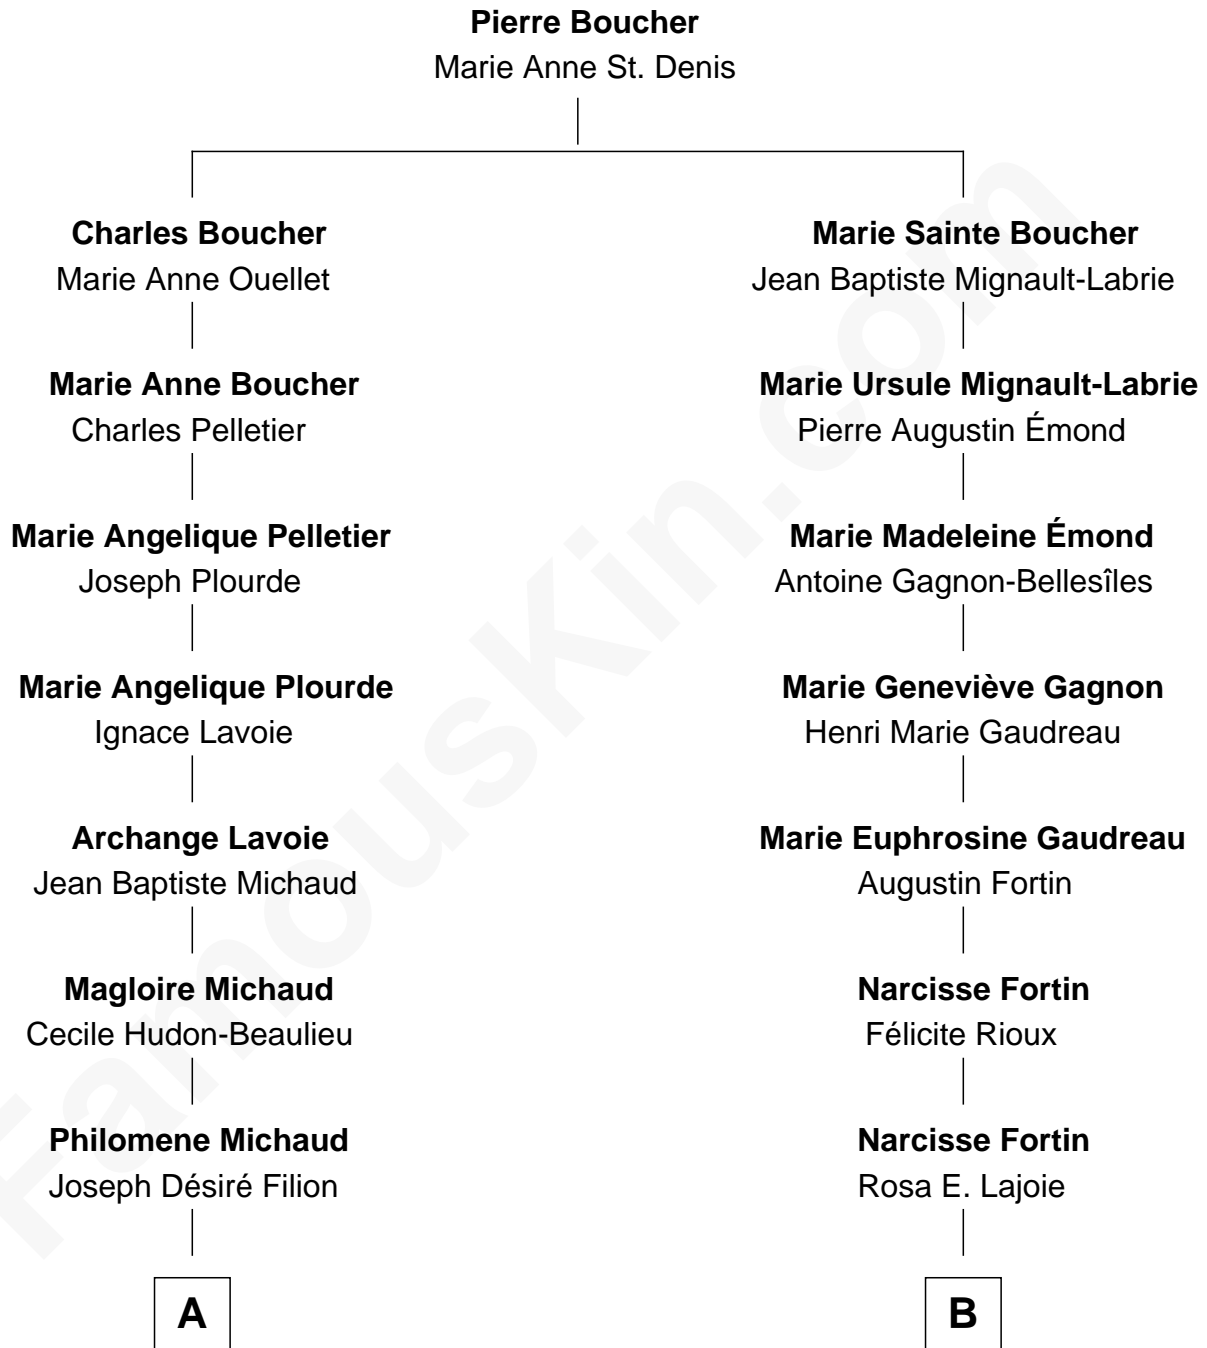 Pierre Boucher
Marie Anne St. Denis
Charles Boucher
Marie Anne Ouellet
Marie Sainte Boucher
Jean Baptiste Mignault-Labrie
Marie Anne Boucher
Charles Pelletier
Marie Ursule Mignault-Labrie
Pierre Augustin Émond
Marie Angelique Pelletier
Joseph Plourde
Marie Madeleine Émond
Antoine Gagnon-Bellesîles
Marie Angelique Plourde
Ignace Lavoie
Marie Geneviève Gagnon
Henri Marie Gaudreau
Archange Lavoie
Jean Baptiste Michaud
Marie Euphrosine Gaudreau
Augustin Fortin
Magloire Michaud
Cecile Hudon-Beaulieu
Narcisse Fortin
Félicite Rioux
Philomene Michaud
Joseph Désiré Filion
Narcisse Fortin
Rosa E. Lajoie
A
B
FamousKin.com